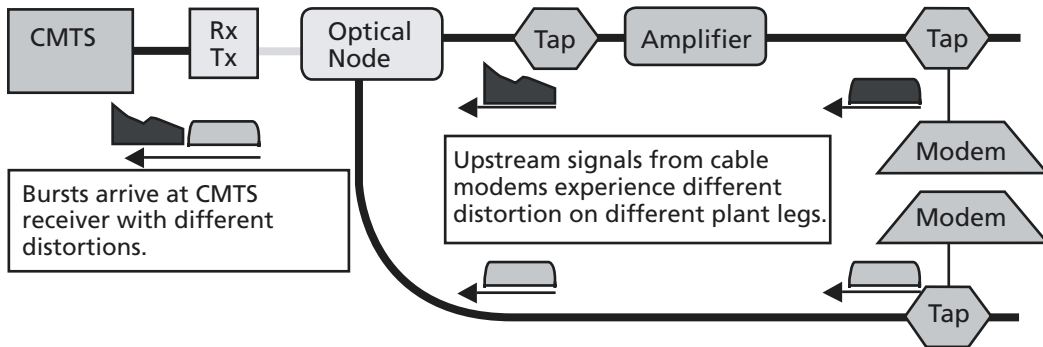 CMTS
Rx
Tx
Optical
Node
Tap
Amplifier
Tap
Modem
Bursts arrive at CMTS
receiver with different
distortions.
Upstream signals from cable
modems experience different
distortion on different plant legs.
Modem
Tap